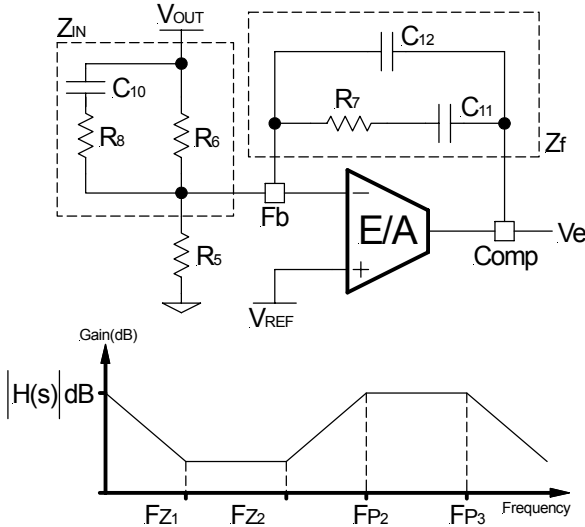 ZIN
VOUT
C12
C10
R8
R6
R7
C11
Zf
Fb
E/A
Ve
Comp
R5
VREF
Gain(dB)
|H(s)| dB
FZ1
FZ2
FP2
FP3
Frequency